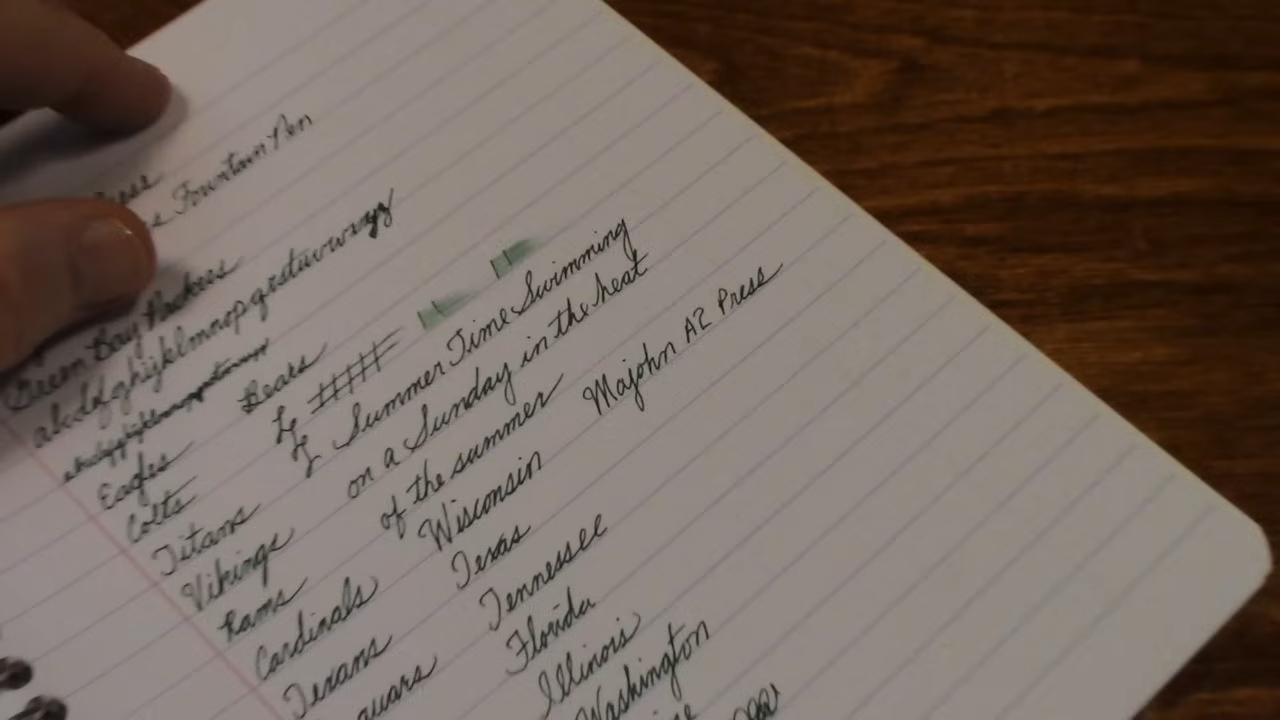 Fountain Pen
Green Bay Packers
abcdefghijklmnopqrstuvwxyz
Eagles Bears
Colts
Titans Summer Time Swimming
Vikings on a Sunday in the heat
Rams of the summer Majohn A2 Press
Cardinals Wisconsin
Texans Texas
Tennessee
Florida
Illinois
Washington